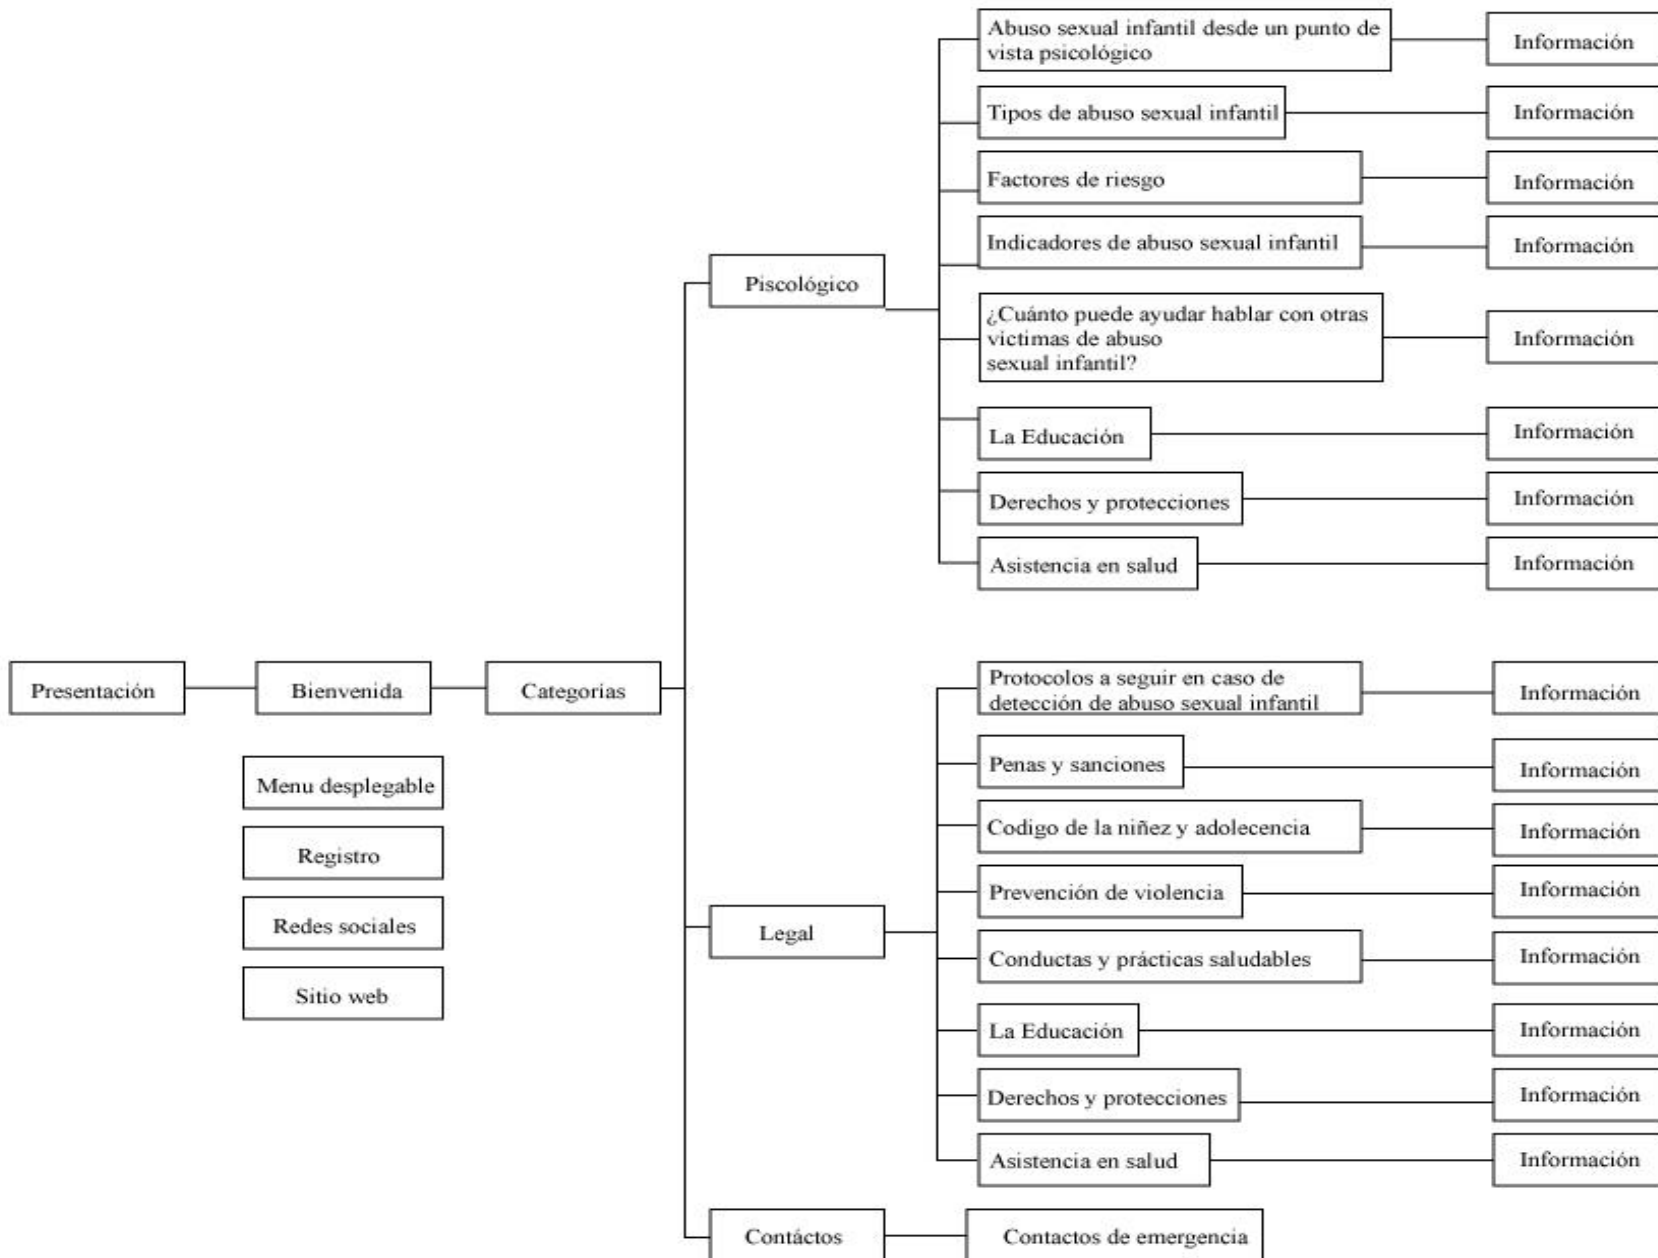 Abuso sexual infantil desde un punto de
vista psicológico
Información
Tipos de abuso sexual infantil
Información
Factores de riesgo
Información
Indicadores de abuso sexual infantil
Información
Piscológico
¿Cuánto puede ayudar hablar con otras
victimas de abuso
sexual infantil?
Información
La Educación
Información
Derechos y protecciones
Información
Asistencia en salud
Información
Presentación
Bienvenida
Categorias
Menu desplegable
Registro
Redes sociales
Sitio web
Protocolos a seguir en caso de
detección de abuso sexual infantil
Información
Penas y sanciones
Información
Codigo de la niñez y adolecencia
Información
Prevención de violencia
Información
Legal
Conductas y prácticas saludables
Información
La Educación
Información
Derechos y protecciones
Información
Asistencia en salud
Información
Contáctos
Contactos de emergencia